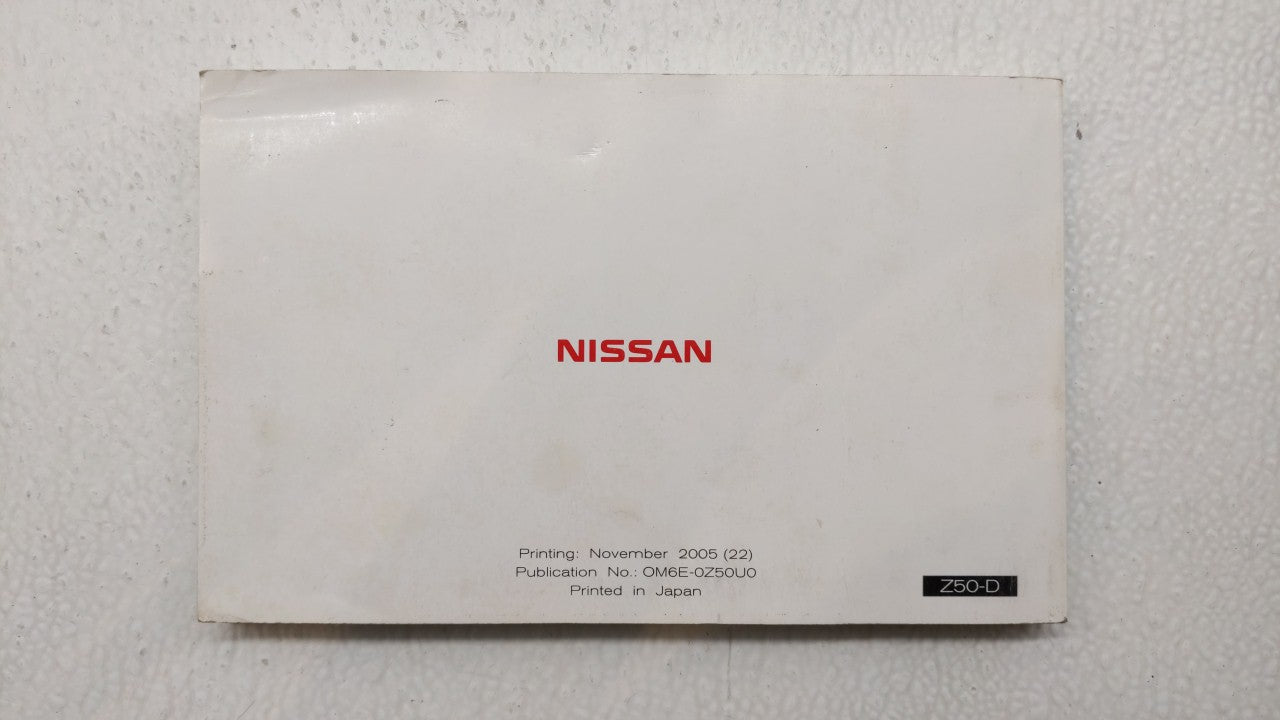 NISSAN
Printing: November 2005 (22)
Publication No.: OM6E-0Z50U0
Printed in Japan
Z50-D